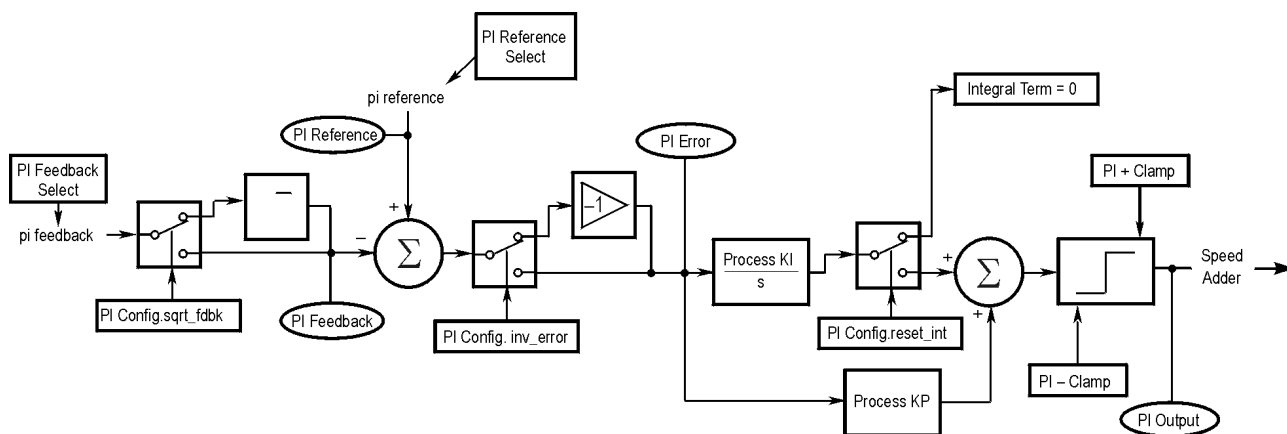 PI Reference
Select
pi reference
PI Reference
PI Feedback
Select
pi feedback
PI Config.sqrt_fdbk
PI Feedback
+
−
Σ
PI Config. inv_error
−1
PI Error
Process KI
s
Integral Term = 0
PI Config.reset_int
Process KP
+
+
Σ
PI + Clamp
PI – Clamp
Speed
Adder
PI Output